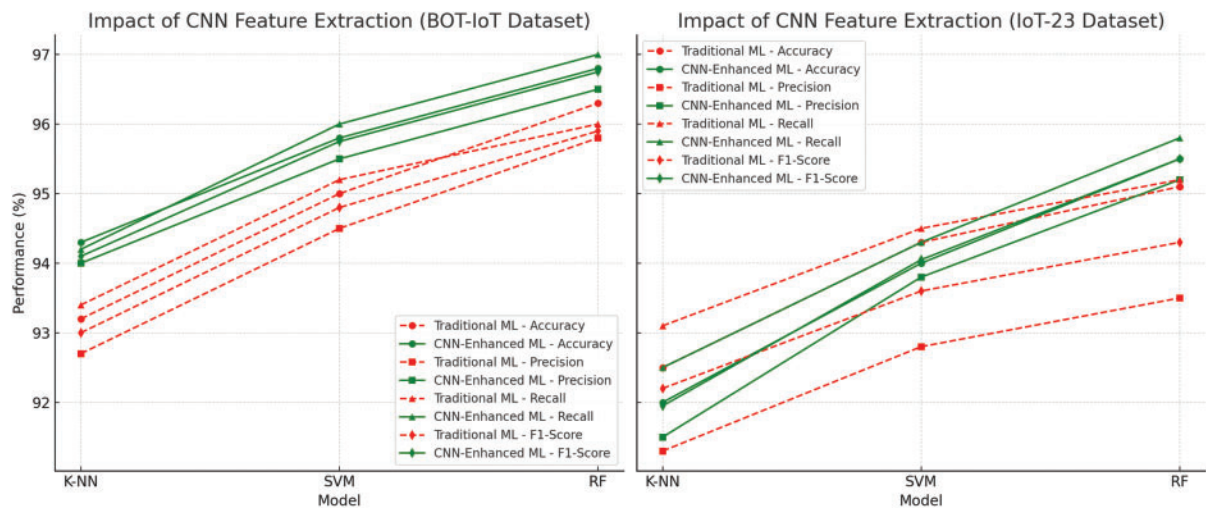 Impact of CNN Feature Extraction (BOT-IoT Dataset)
97
96
95
94
93
92
Performance (%)
K-NN
SVM
RF
Model
Traditional ML - Accuracy
CNN-Enhanced ML - Accuracy
Traditional ML - Precision
CNN-Enhanced ML - Precision
Traditional ML - Recall
CNN-Enhanced ML - Recall
Traditional ML - F1-Score
CNN-Enhanced ML - F1-Score
Impact of CNN Feature Extraction (IoT-23 Dataset)
Traditional ML - Accuracy
CNN-Enhanced ML - Accuracy
Traditional ML - Precision
CNN-Enhanced ML - Precision
Traditional ML - Recall
CNN-Enhanced ML - Recall
Traditional ML - F1-Score
CNN-Enhanced ML - F1-Score
K-NN
SVM
RF
Model